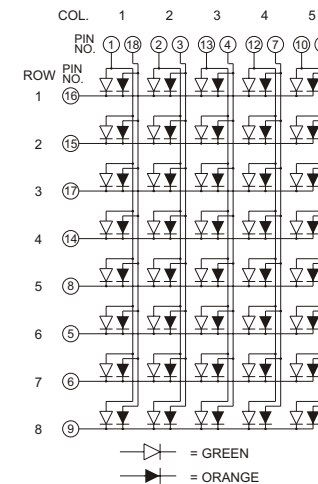 COL. 1 2 3 4 5
PIN NO. 1 18 2 3 13 4 12 7 10
ROW PIN NO.
1 16
2 15
3 17
4 14
5 8
6 5
7 6
8 9
= GREEN
= ORANGE